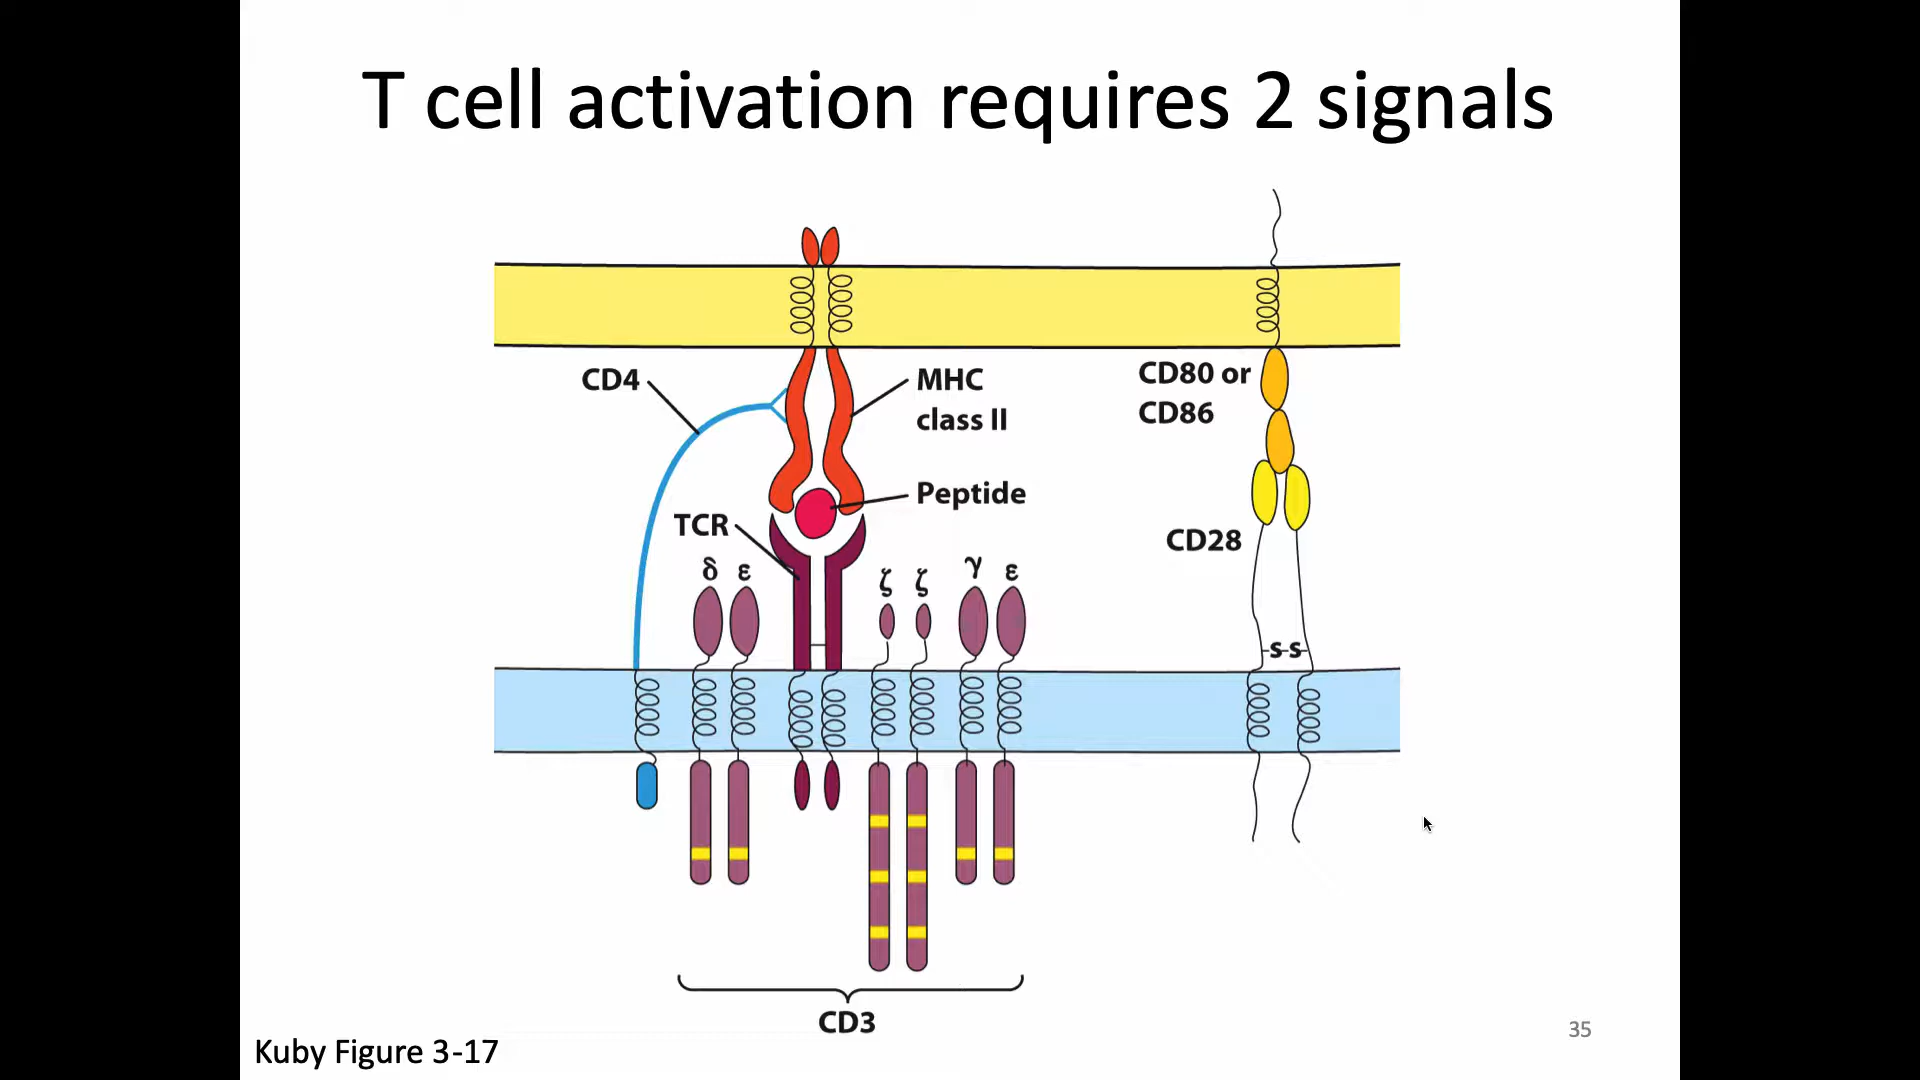 T cell activation requires 2 signals
CD4
MHC
class II
CD80 or
CD86
Peptide
TCR
CD28
δ ε
ζ ζ
γ ε
s s
CD3
Kuby Figure 3-17
35